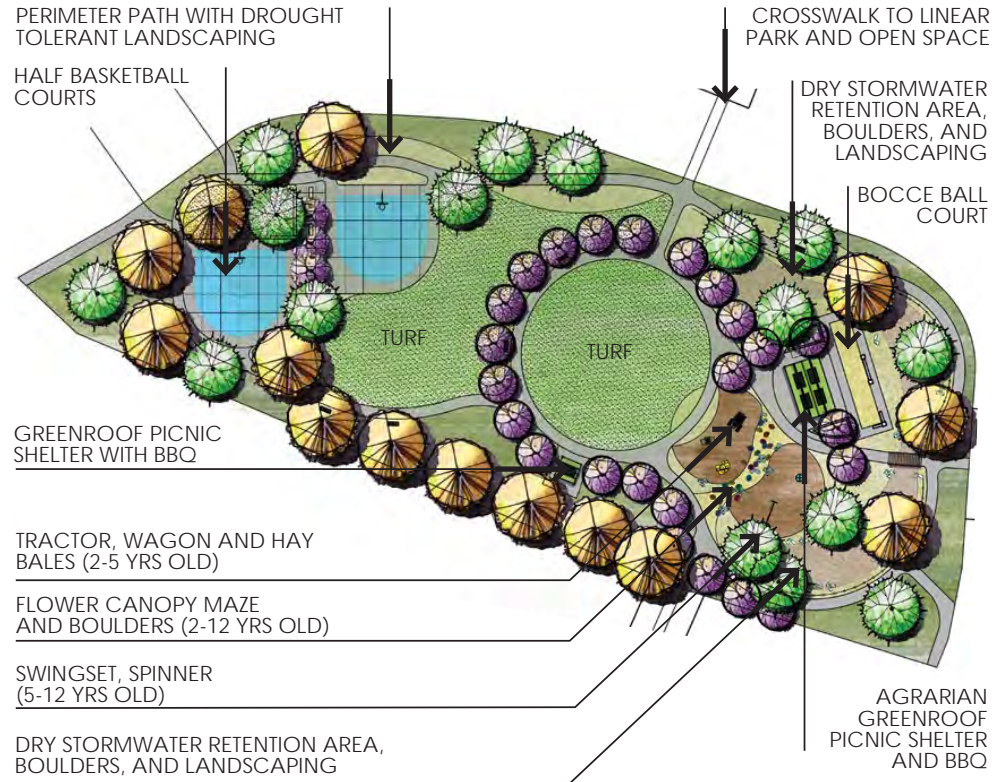 PERIMETER PATH WITH DROUGHT
TOLERANT LANDSCAPING
HALF BASKETBALL
COURTS
CROSSWALK TO LINEAR
PARK AND OPEN SPACE
DRY STORMWATER
RETENTION AREA,
BOULDERS, AND
LANDSCAPING
BOCCE BALL
COURT
TURF
TURF
GREENROOF PICNIC
SHELTER WITH BBQ
TRACTOR, WAGON AND HAY
BALES (2-5 YRS OLD)
FLOWER CANOPY MAZE
AND BOULDERS (2-12 YRS OLD)
SWINGSET, SPINNER
(5-12 YRS OLD)
DRY STORMWATER RETENTION AREA,
BOULDERS, AND LANDSCAPING
AGRARIAN
GREENROOF
PICNIC SHELTER
AND BBQ